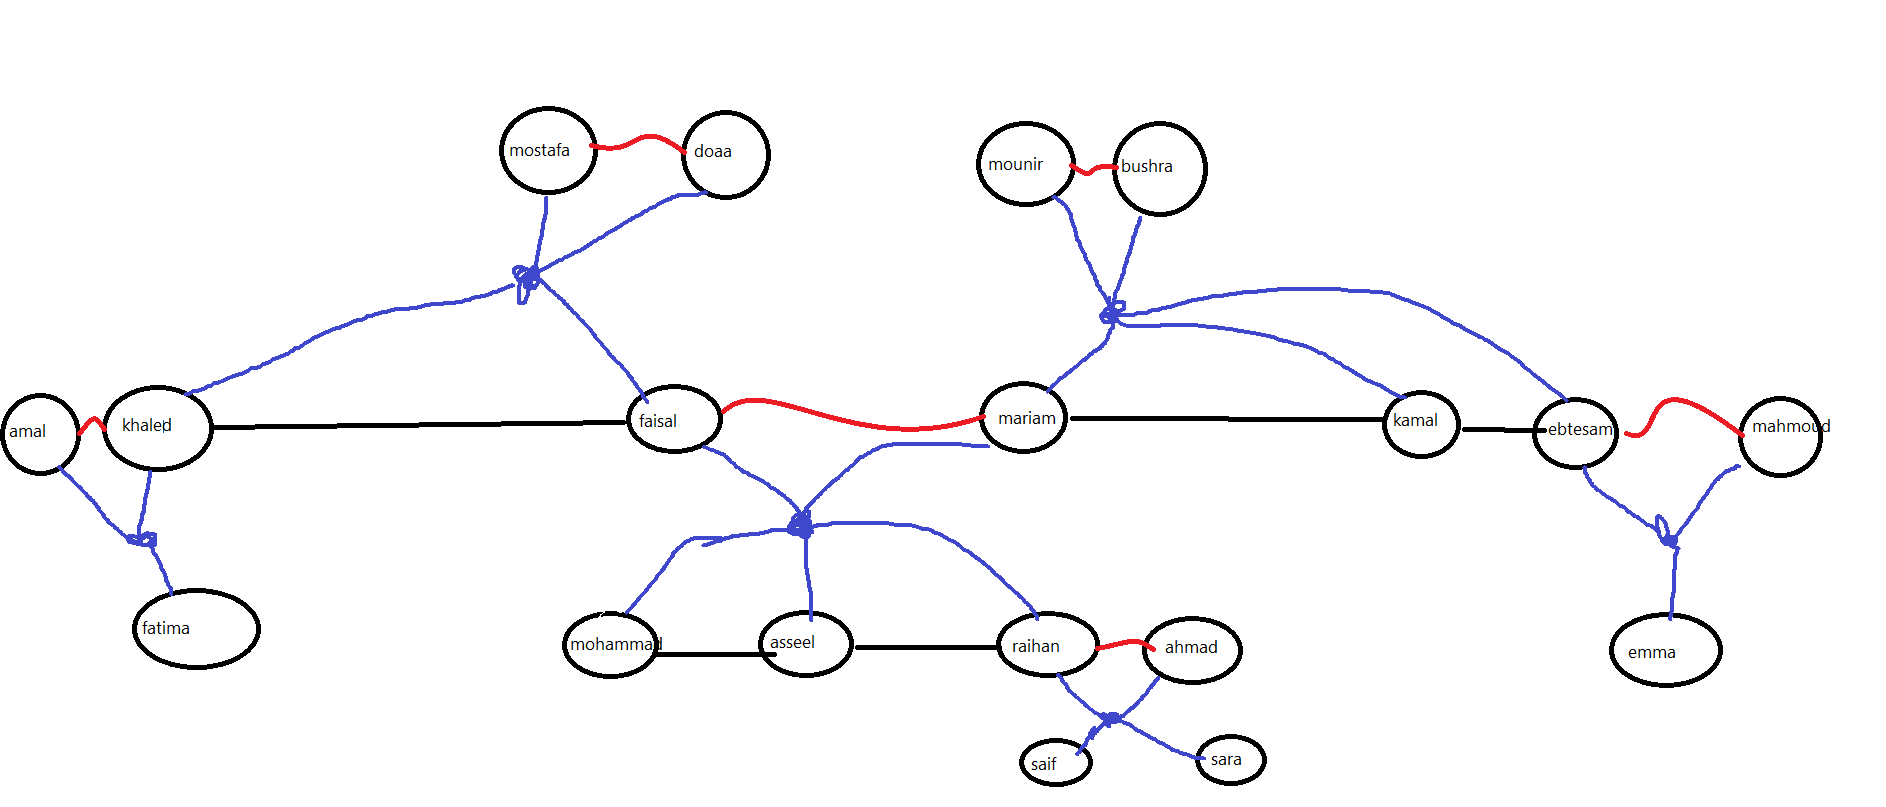 mostafa
doaa
mounir
bushra
amal
khaled
faisal
mariam
kamal
ebtesam
mahmoud
fatima
mohammad
asseel
raihan
ahmad
emma
saif
sara